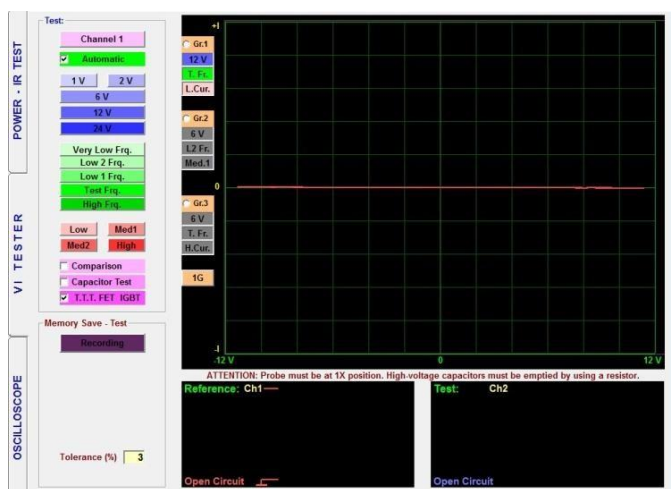 POWER - IR TEST
VI TESTER
OSCILLOSCOPE
Test:
Channel 1
Automatic
1 V
2 V
6 V
12 V
24 V
Very Low Frq.
Low 2 Frq.
Low 1 Frq.
Test Frq.
High Frq.
Low
Med1
Med2
High
Comparison
Capacitor Test
T.T.T. FET IGBT
Memory Save - Test
Recording
Tolerance (%) 3
Gr.1
12 V
T. Fr.
L.Cur.
Gr.2
6 V
L2 Fr.
Med.1
Gr.3
6 V
T. Fr.
H.Cur.
1G
+I
0
-I
-12 V
0
12 V
ATTENTION: Probe must be at 1X position. High-voltage capacitors must be emptied by using a resistor.
Reference: Ch1
Open Circuit
Test: Ch2
Open Circuit